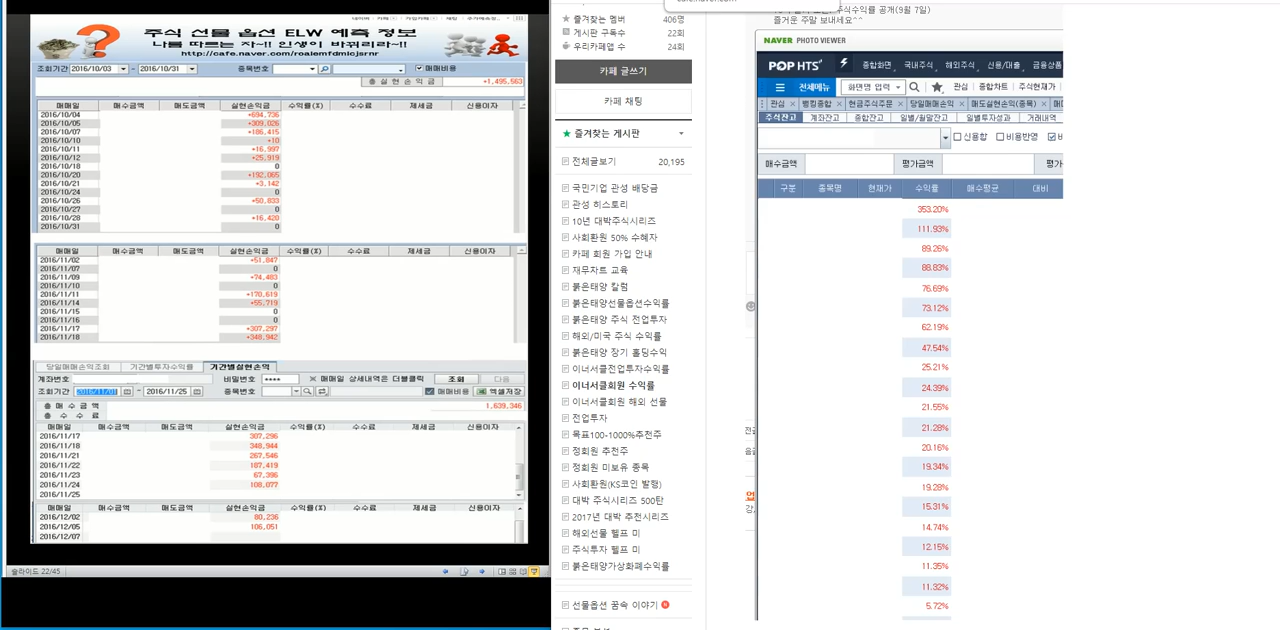 주식 선물 옵션 ELW 예측 정보
나를 따르는 자~!! 인생이 바뀌리라~!!
http://cafe.naver.com/roalemfdmicjsrnr
조회기간 2016/10/03 ~ 2016/10/31 종목번호 매매비용
총 실 현 손 익 금 +1,495,563
매매일 매수금액 매도금액 실현손익금 수익률(%) 수수료 제세금 신용이자
2016/10/04 +694,736
2016/10/05 +309,026
2016/10/07 +186,415
2016/10/10 +10
2016/10/11 +16,997
2016/10/12 +25,919
2016/10/18 0
2016/10/20 +192,065
2016/10/21 +3,142
2016/10/24 0
2016/10/26 +50,833
2016/10/27 0
2016/10/28 +16,420
2016/10/31 0
매매일 매수금액 매도금액 실현손익금 수익률(%) 수수료 제세금 신용이자
2016/11/02 +51,847
2016/11/07 0
2016/11/09 +74,483
2016/11/10 0
2016/11/11 +170,619
2016/11/14 +55,719
2016/11/15 0
2016/11/16 0
2016/11/17 +307,297
2016/11/18 +348,942
당일매매손익조회 기간별투자수익률 기간별실현손익
계좌번호 비밀번호 **** 매매일 상세내역은 더블클릭 조회 다음
조회기간 2016/11/01 ~ 2016/11/25 종목번호 매매비용 엑셀저장
총 매 수 금 액 1,639,346
총 수 수 료
매매일 매수금액 매도금액 실현손익금 수익률(%) 수수료 제세금 신용이자
2016/11/17 307,296
2016/11/18 348,944
2016/11/21 267,546
2016/11/22 187,419
2016/11/23 67,396
2016/11/24 108,077
2016/11/25
매매일 매수금액 매도금액 실현손익금 수익률(%) 수수료 제세금 신용이자
2016/12/02 80,236
2016/12/05 106,051
2016/12/07
슬라이드 22/45
즐겨찾는 멤버 406명
게시판 구독수 22회
우리카페앱 수 24회
카페 글쓰기
카페 채팅
즐겨찾는 게시판
전체글보기 20,195
국민기업 관성 배당금
관성 히스토리
10년 대박주식시리즈
사회환원 50% 수혜자
카페 회원 가입 안내
재무차트 교육
붉은태양 칼럼
붉은태양선물옵션수익률
붉은태양 주식 전업투자
해외/미국 주식 수익률
붉은태양 장기 홀딩수익
이너서클전업투자수익률
이너서클회원 수익률
이너서클회원 해외 선물
전업투자
목표100-1000%추천주
정회원 추천주
정회원 미보유 종목
사회환원(KS코인 발행)
대박 주식시리즈 500탄
2017년 대박 추천시리즈
해외선물 헬프 미
주식투자 헬프 미
붉은태양가상화폐수익률
선물옵션 꿈속 이야기 N
주식수익률 공개(9월 7일)
즐거운 주말 보내세요^^
NAVER PHOTO VIEWER
POP HTS 종합화면 국내주식 해외주식 신용/대출 금융상품
전체메뉴 화면명 입력 관심 종합차트 주식현재가
관심 × 뱅킹종합 × 현금주식주문 × 당일매매손익 × 매도실현손익(종목) ×
주식잔고 계좌잔고 종합잔고 일별/월말잔고 일별투자성과 거래내역
신용합 비용반영
매수금액 평가금액
구분 종목명 현재가 수익률 매수평균 대비
353.20%
111.93%
89.26%
88.83%
76.69%
73.12%
62.19%
47.54%
25.21%
24.39%
21.55%
21.28%
20.16%
19.34%
19.28%
15.31%
14.74%
12.15%
11.35%
11.32%
5.72%